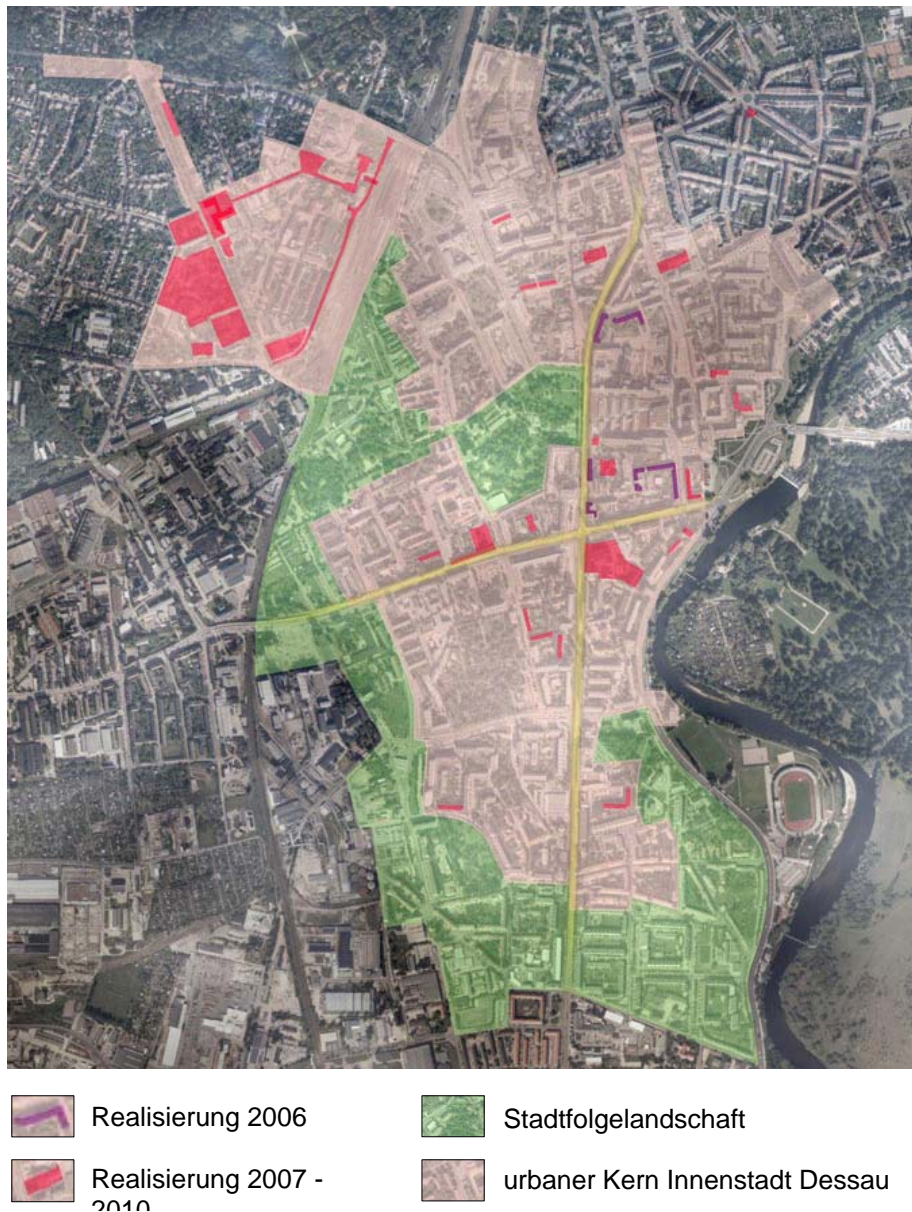 Realisierung 2006
Stadtfolgelandschaft
Realisierung 2007 -
2010
urbaner Kern Innenstadt Dessau